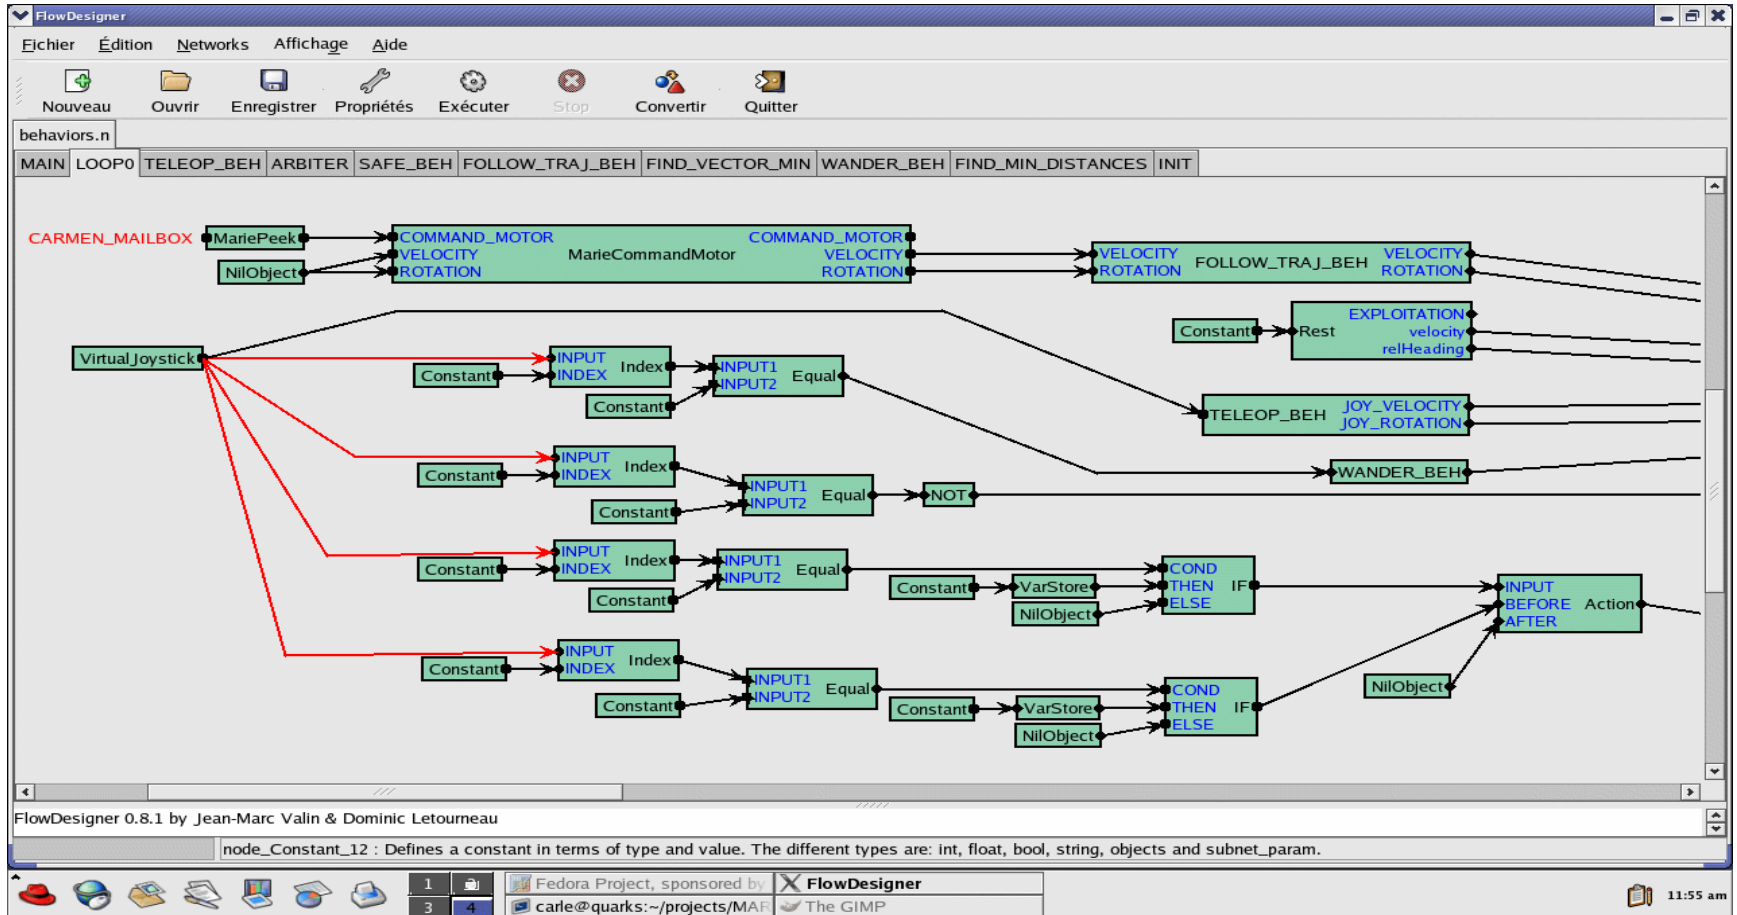 FlowDesigner
Fichier Édition Networks Affichage Aide
Nouveau Ouvrir Enregistrer Propriétés Exécuter Stop Convertir Quitter
behaviors.n
MAIN LOOP0 TELEOP_BEH ARBITER SAFE_BEH FOLLOW_TRAJ_BEH FIND_VECTOR_MIN WANDER_BEH FIND_MIN_DISTANCES INIT
CARMEN_MAILBOX MariePeek COMMAND_MOTOR COMMAND_MOTOR
VELOCITY MarieCommandMotor VELOCITY VELOCITY VELOCITY
NilObject ROTATION ROTATION ROTATION FOLLOW_TRAJ_BEH ROTATION
EXPLOITATION
Constant Rest velocity
relHeading
VirtualJoystick INPUT Index INPUT1
Constant INDEX INPUT2 Equal
Constant JOY_VELOCITY
TELEOP_BEH JOY_ROTATION
INPUT Index WANDER_BEH
Constant INDEX INPUT1
INPUT2 Equal NOT
Constant
INPUT Index INPUT1
Constant INDEX INPUT2 Equal COND
Constant VarStore THEN IF INPUT
Constant NilObject ELSE BEFORE Action
AFTER
INPUT Index
Constant INDEX INPUT1 NilObject
INPUT2 Equal COND
Constant Constant VarStore THEN IF
NilObject ELSE
FlowDesigner 0.8.1 by Jean-Marc Valin & Dominic Letourneau
node_Constant_12 : Defines a constant in terms of type and value. The different types are: int, float, bool, string, objects and subnet_param.
1 Fedora Project, sponsored by FlowDesigner
11:55 am
3 4 carle@quarks:~/projects/MAR The GIMP